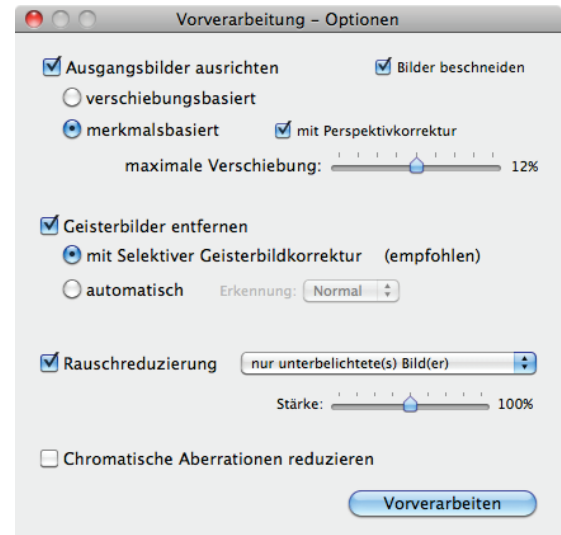 Vorverarbeitung – Optionen
Ausgangsbilder ausrichten Bilder beschneiden
verschiebungsbasiert
merkmalsbasiert mit Perspektivkorrektur
maximale Verschiebung: 12%
Geisterbilder entfernen
mit Selektiver Geisterbildkorrektur (empfohlen)
automatisch Erkennung: Normal
Rauschreduzierung nur unterbelichtete(s) Bild(er)
Stärke: 100%
Chromatische Aberrationen reduzieren
Vorverarbeiten